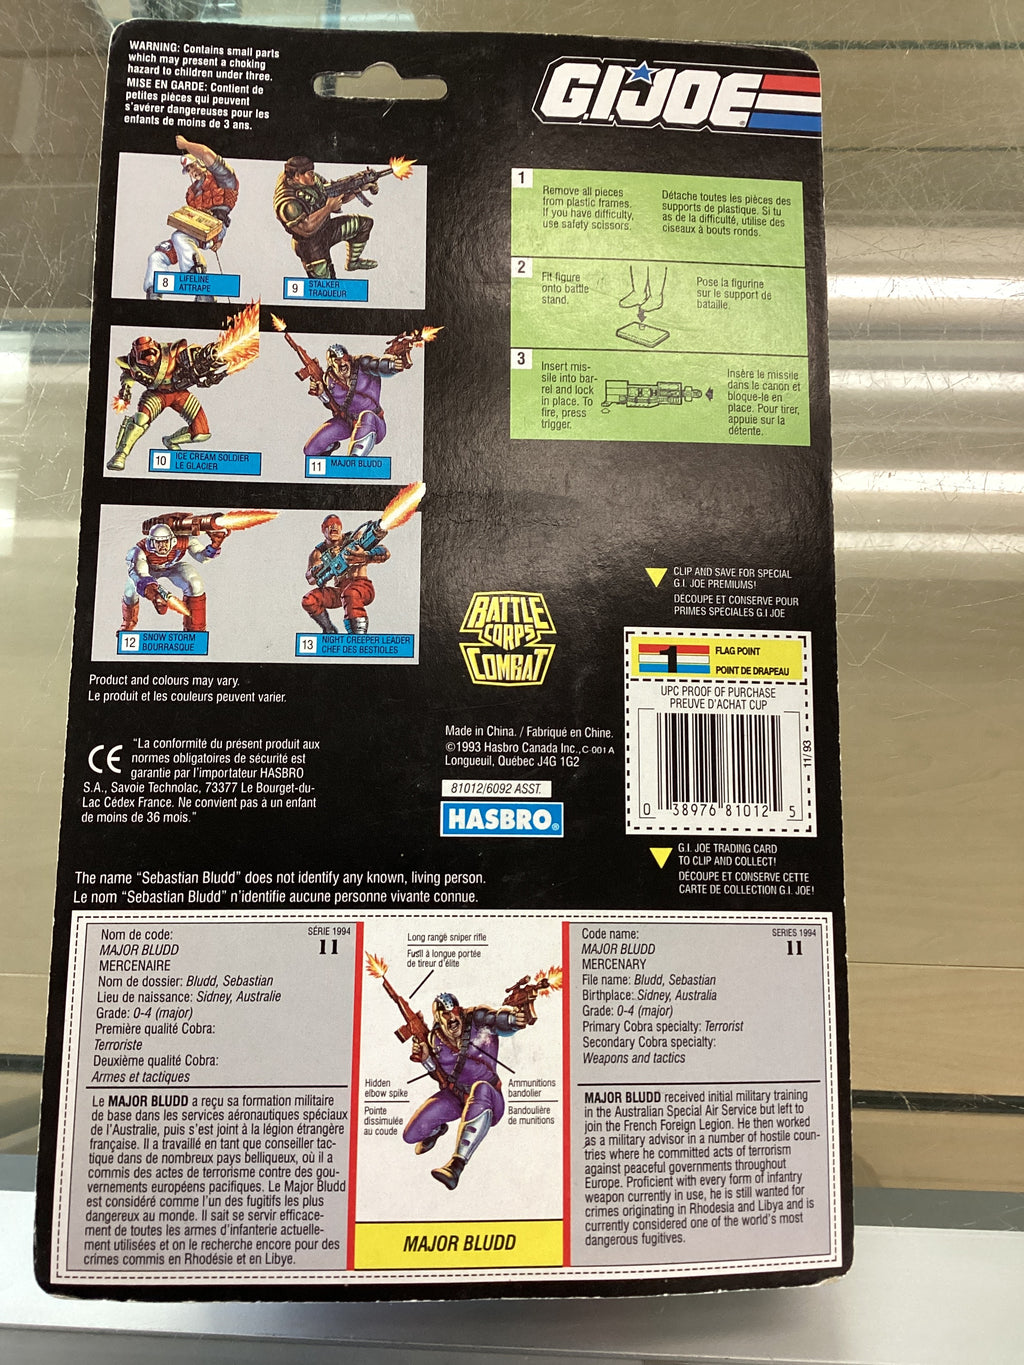 WARNING: Contains small parts
which may present a choking
hazard to children under three.
MISE EN GARDE: Contient de
petites pièces qui peuvent
s'avérer dangereuses pour les
enfants de moins de 3 ans.
G.I.JOE
8
LIFELINE
ATTRAPE
9
STALKER
TRAQUEUR
10
ICE CREAM SOLDIER
LE GLACIER
11
MAJOR BLUDD
12
SNOW STORM
BOURRASQUE
13
NIGHT CREEPER LEADER
CHEF DES BESTIOLES
1
Remove all pieces
from plastic frames.
If you have difficulty,
use safety scissors.
Détache toutes les pièces des
supports de plastique. Si tu
as de la difficulté, utilise des
ciseaux à bouts ronds.
2
Fit figure
onto battle
stand.
Pose la figurine
sur le support de
bataille.
3
Insert mis-
sile into bar-
rel and lock
in place. To
fire, press
trigger.
Insère le missile
dans le canon et
bloque-le en
place. Pour tirer,
appuie sur la
détente.
Product and colours may vary.
Le produit et les couleurs peuvent varier.
CE
"La conformité du présent produit aux
normes obligatoires de sécurité est
garantie par l'importateur HASBRO
S.A., Savoie Technolac, 73377 Le Bourget-du-
Lac Cédex France. Ne convient pas à un enfant
de moins de 36 mois."
BATTLE
CORPS
COMBAT
Made in China. / Fabriqué en Chine.
©1993 Hasbro Canada Inc., C-001A
Longueuil, Québec J4G 1G2
81012/6092 ASST.
HASBRO®
CLIP AND SAVE FOR SPECIAL
G.I. JOE PREMIUMS!
DÉCOUPE ET CONSERVE POUR
PRIMES SPÉCIALES G.I JOE
1
FLAG POINT
POINT DE DRAPEAU
UPC PROOF OF PURCHASE
PREUVE D'ACHAT CUP
11/93
0 38976 81012 5
G.I. JOE TRADING CARD
TO CLIP AND COLLECT!
DÉCOUPE ET CONSERVE CETTE
CARTE DE COLLECTION G.I. JOE!
The name "Sebastian Bludd" does not identify any known, living person.
Le nom "Sebastian Bludd" n'identifie aucune personne vivante connue.
Nom de code:
MAJOR BLUDD
MERCENAIRE
SÉRIE 1994
11
Nom de dossier: Bludd, Sebastian
Lieu de naissance: Sidney, Australie
Grade: 0-4 (major)
Première qualité Cobra:
Terroriste
Deuxième qualité Cobra:
Armes et tactiques
Le MAJOR BLUDD a reçu sa formation militaire
de base dans les services aéronautiques spéciaux
de l'Australie, puis s'est joint à la légion étrangère
française. Il a travaillé en tant que conseiller tac-
tique dans de nombreux pays belliqueux, où il a
commis des actes de terrorisme contre des gou-
vernements européens pacifiques. Le Major Bludd
est considéré comme l'un des fugitifs les plus
dangereux au monde. Il sait se servir efficace-
ment de toutes les armes d'infanterie actuelle-
ment utilisées et on le recherche encore pour des
crimes commis en Rhodésie et en Libye.
Long range sniper rifle
Fusil à longue portée
de tireur d'élite
Hidden
elbow spike
Pointe
dissimulée
au coude
Ammunitions
bandolier
Bandoulière
de munitions
MAJOR BLUDD
Code name:
MAJOR BLUDD
MERCENARY
SERIES 1994
11
File name: Bludd, Sebastian
Birthplace: Sidney, Australia
Grade: 0-4 (major)
Primary Cobra specialty: Terrorist
Secondary Cobra specialty:
Weapons and tactics
MAJOR BLUDD received initial military training
in the Australian Special Air Service but left to
join the French Foreign Legion. He then worked
as a military advisor in a number of hostile coun-
tries where he committed acts of terrorism
against peaceful governments throughout
Europe. Proficient with every form of infantry
weapon currently in use, he is still wanted for
crimes originating in Rhodesia and Libya and is
currently considered one of the world's most
dangerous fugitives.